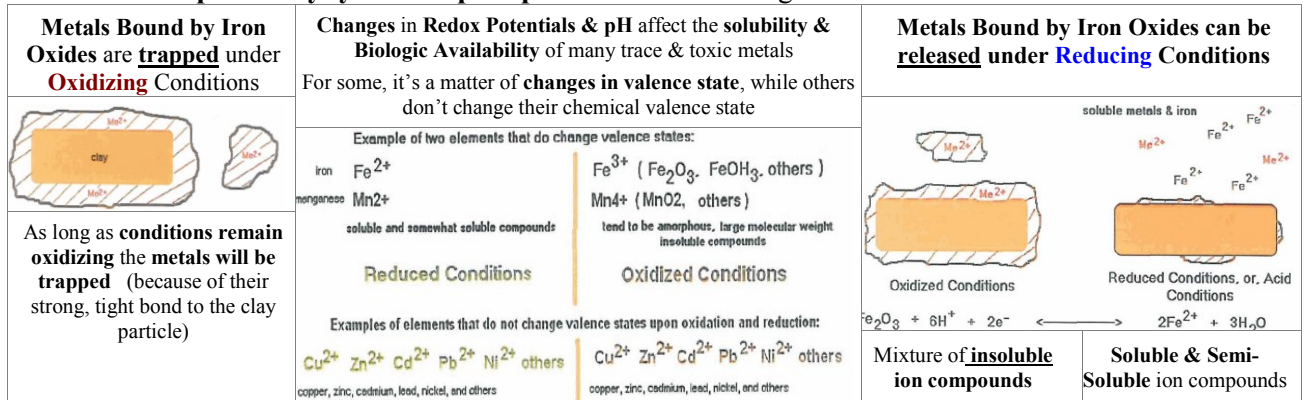 Metals Bound by Iron
Oxides are trapped under
Oxidizing Conditions
Me2+
clay
Me2+
Me2+
As long as conditions remain
oxidizing the metals will be
trapped (because of their
strong, tight bond to the clay
particle)
Changes in Redox Potentials & pH affect the solubility &
Biologic Availability of many trace & toxic metals
For some, it's a matter of changes in valence state, while others
don't change their chemical valence state
Example of two elements that do change valence states:
iron Fe2+
Fe3+ ( Fe2O3. FeOH3. others )
manganese Mn2+
Mn4+ ( MnO2, others )
soluble and somewhat soluble compounds
tend to be amorphous, large molecular weight
insoluble compounds
Reduced Conditions
Oxidized Conditions
Examples of elements that do not change valence states upon oxidation and reduction:
Cu2+ Zn2+ Cd2+ Pb2+ Ni2+ others
Cu2+ Zn2+ Cd2+ Pb2+ Ni2+ others
copper, zinc, cadmium, lead, nickel, and others
copper, zinc, cadmium, lead, nickel, and others
Metals Bound by Iron Oxides can be
released under Reducing Conditions
soluble metals & iron
Fe2+
Fe2+
Me2+
Me2+
Me2+
Fe2+
Fe2+
Me2+
Oxidized Conditions
Reduced Conditions, or, Acid
Conditions
Fe2O3 + 6H+ + 2e- <——> 2Fe2+ + 3H2O
Mixture of insoluble
ion compounds
Soluble & Semi-
Soluble ion compounds